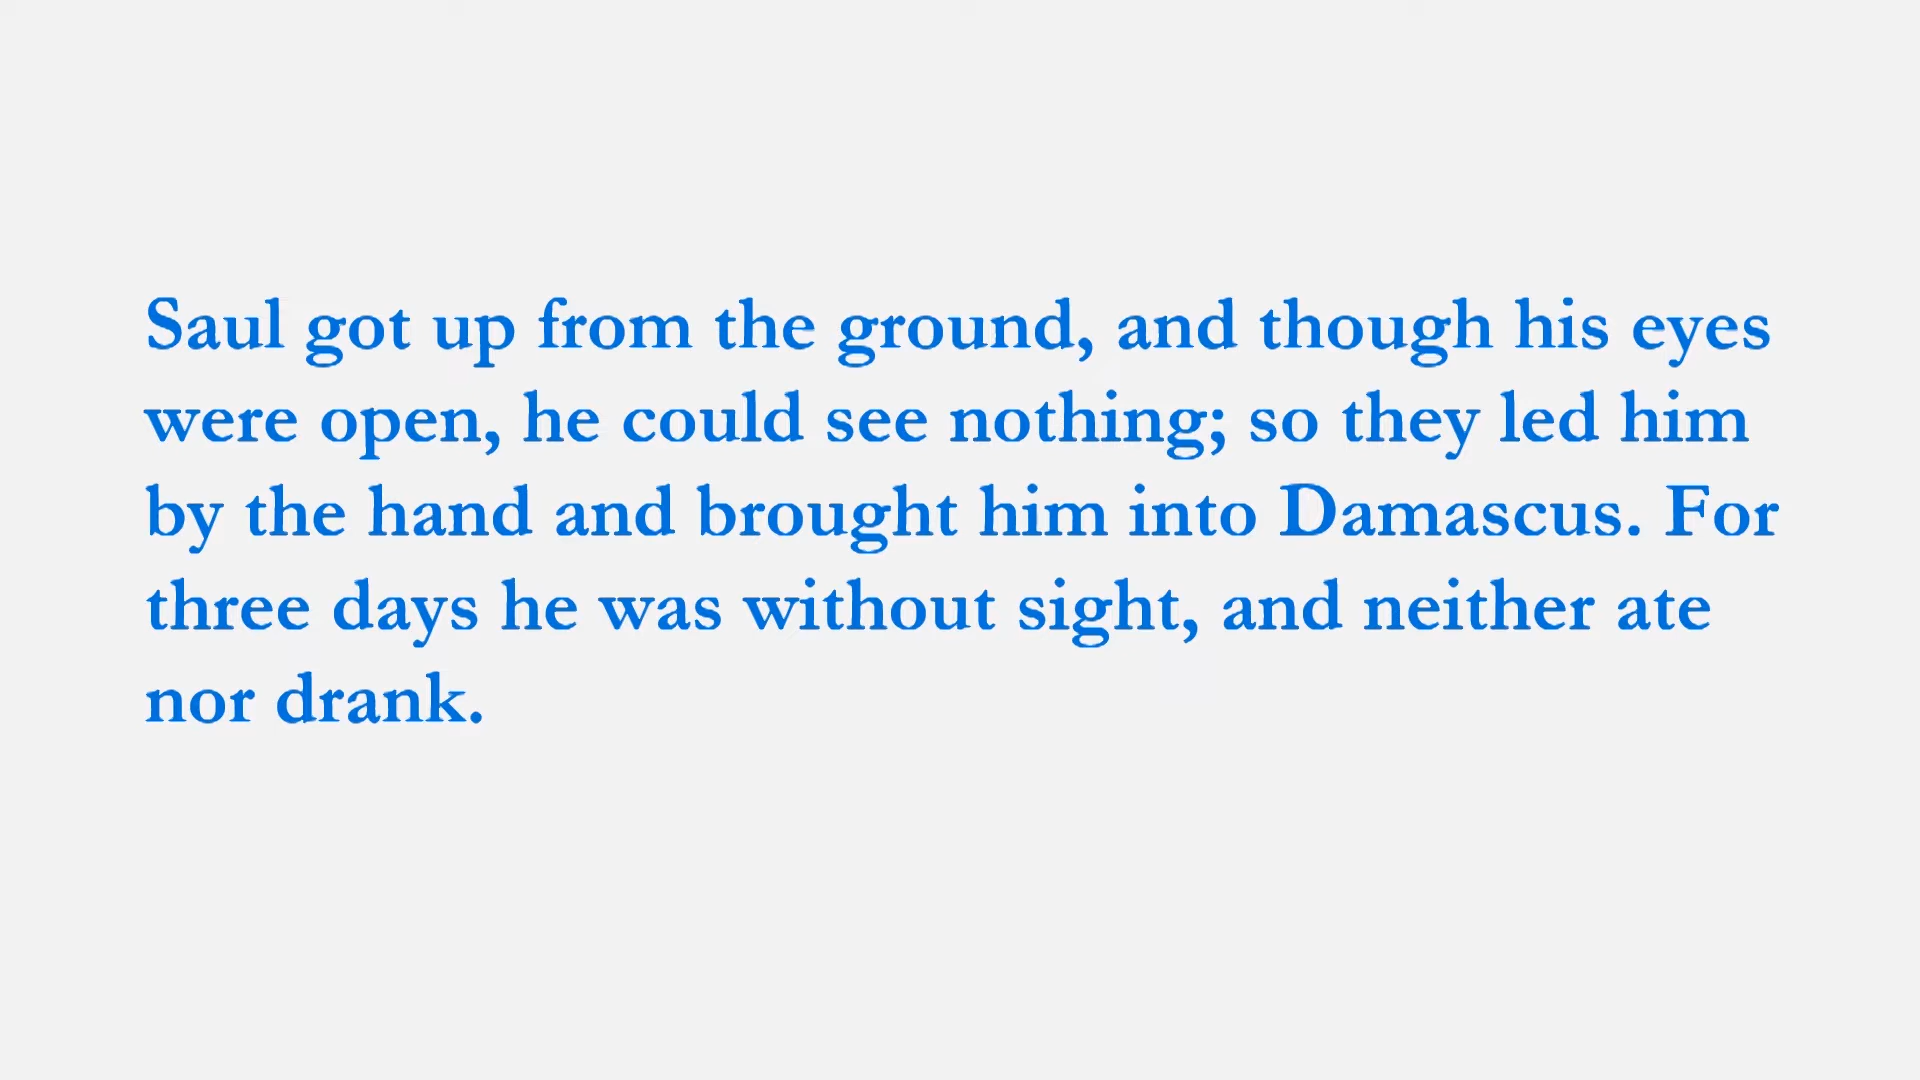 Saul got up from the ground, and though his eyes
were open, he could see nothing; so they led him
by the hand and brought him into Damascus. For
three days he was without sight, and neither ate
nor drank.